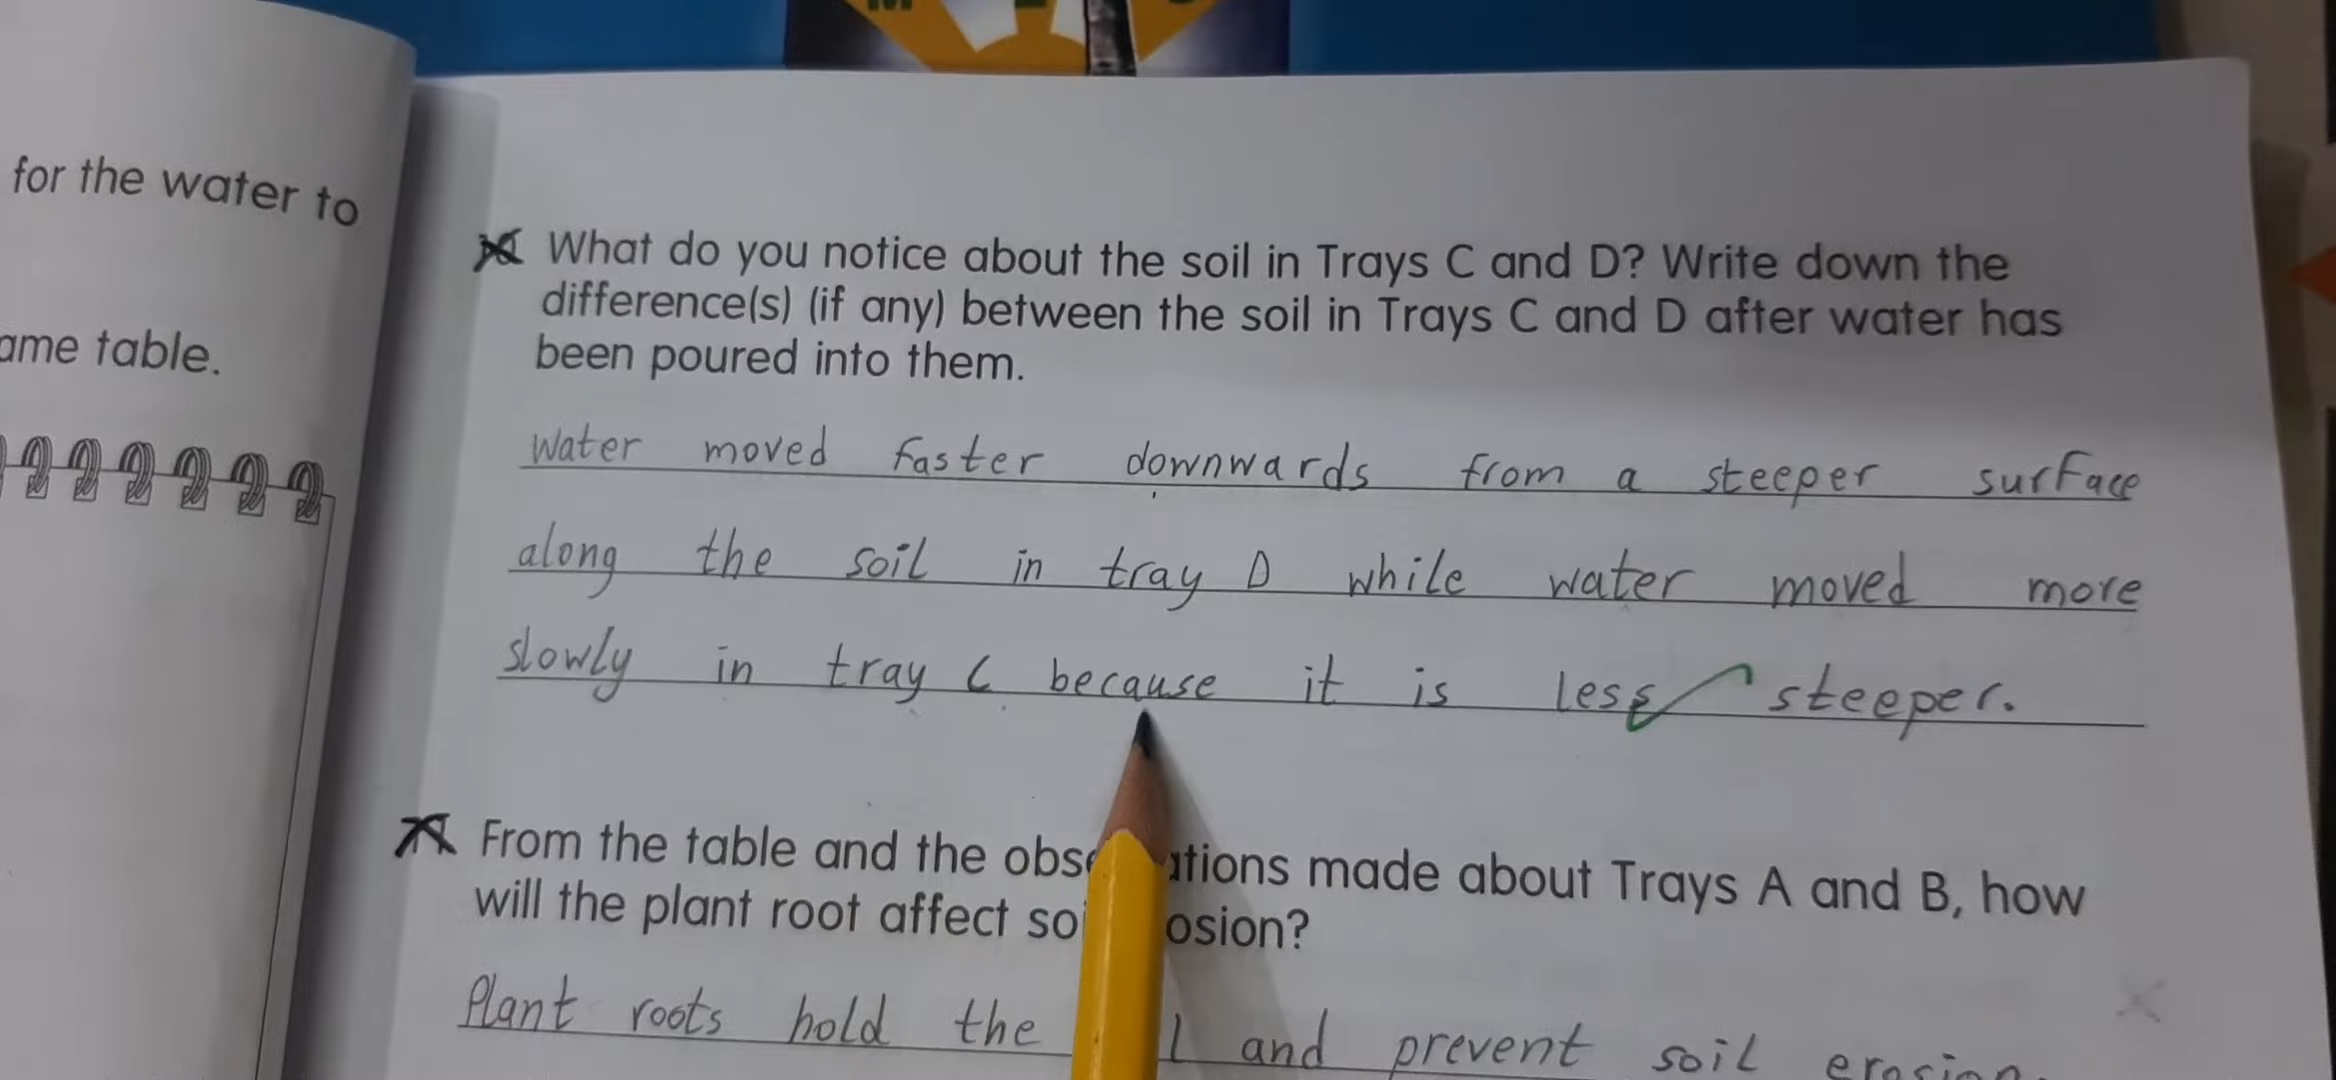 for the water to
ame table.
What do you notice about the soil in Trays C and D? Write down the
difference(s) (if any) between the soil in Trays C and D after water has
been poured into them.
Water moved faster downwards from a steeper surface
along the soil in tray D while water moved more
slowly in tray C because it is less steeper.
From the table and the obs ations made about Trays A and B, how
will the plant root affect so osion?
Plant roots hold the l and prevent soil erosion